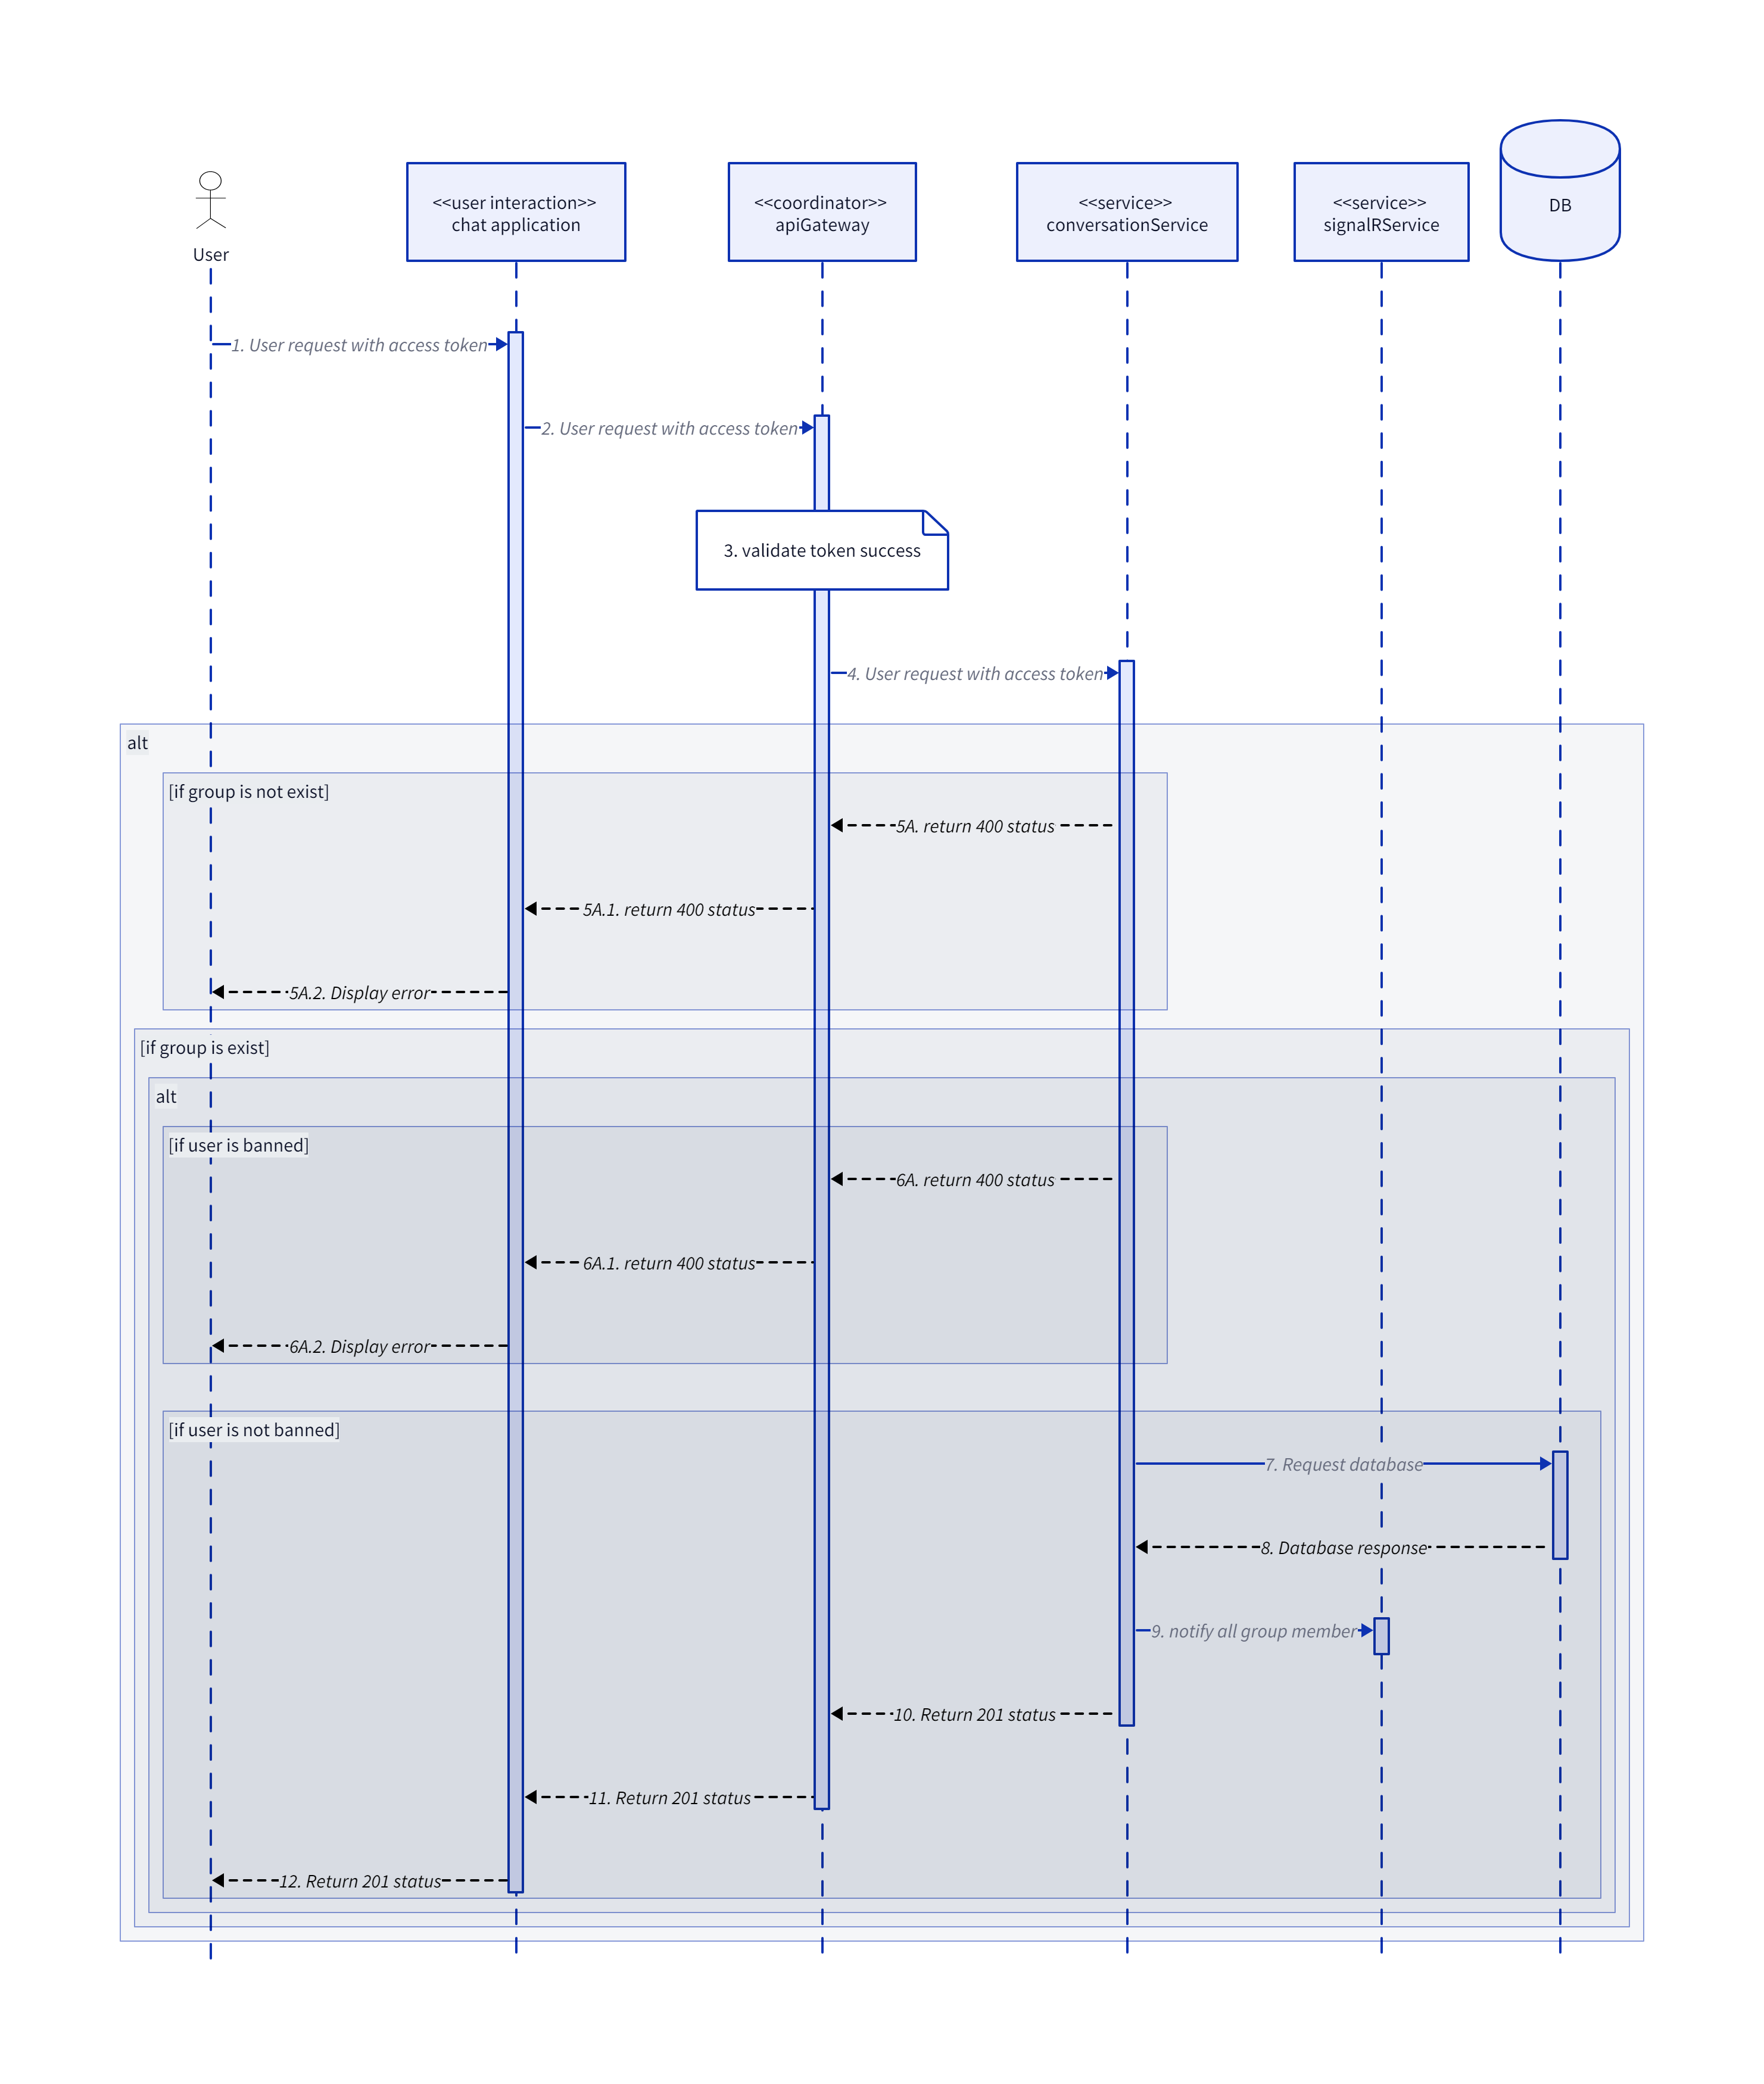 <<user interaction>>
chat application
<<coordinator>>
apiGateway
<<service>>
conversationService
<<service>>
signalRService
DB
User
1. User request with access token
2. User request with access token
3. validate token success
4. User request with access token
alt
[if group is not exist]
5A. return 400 status
5A.1. return 400 status
5A.2. Display error
[if group is exist]
alt
[if user is banned]
6A. return 400 status
6A.1. return 400 status
6A.2. Display error
[if user is not banned]
7. Request database
8. Database response
9. notify all group member
10. Return 201 status
11. Return 201 status
12. Return 201 status